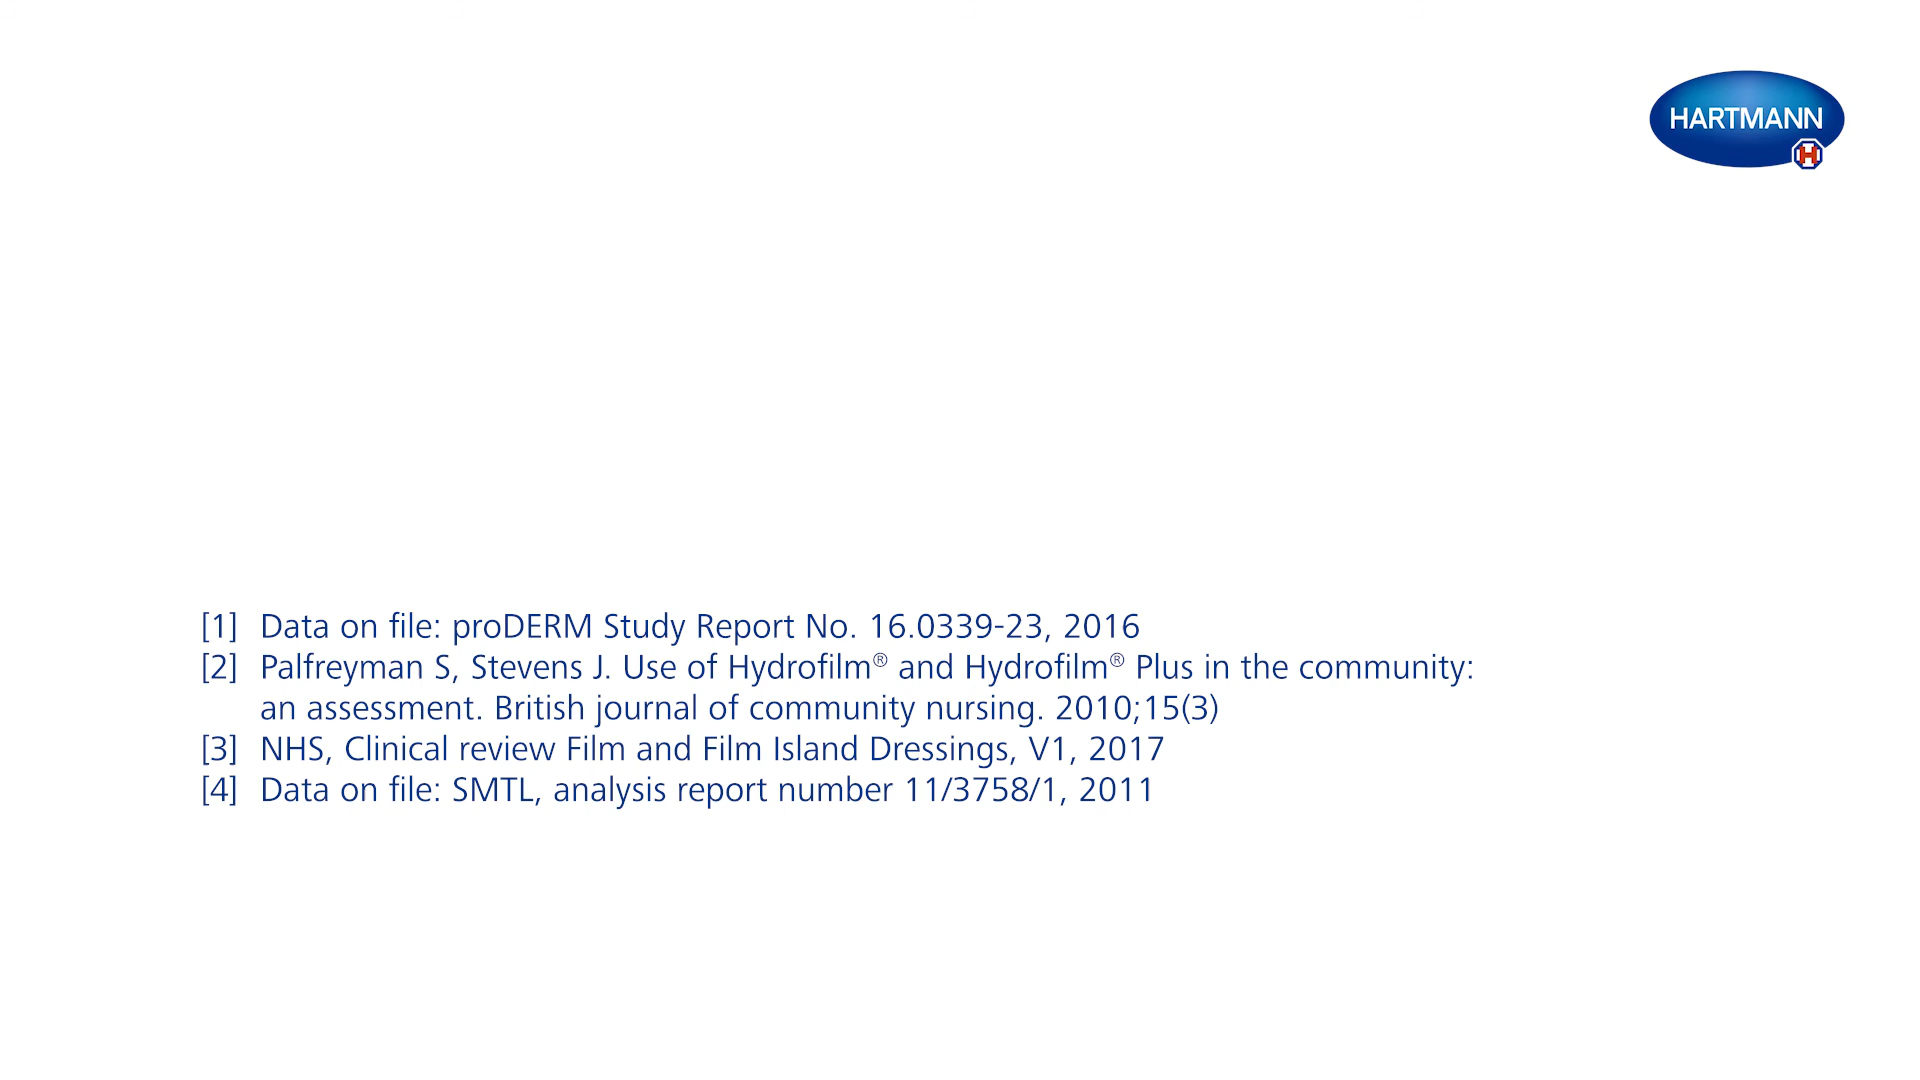 HARTMANN
H
[1] Data on file: proDERM Study Report No. 16.0339-23, 2016
[2] Palfreyman S, Stevens J. Use of Hydrofilm® and Hydrofilm® Plus in the community:
an assessment. British journal of community nursing. 2010;15(3)
[3] NHS, Clinical review Film and Film Island Dressings, V1, 2017
[4] Data on file: SMTL, analysis report number 11/3758/1, 2011